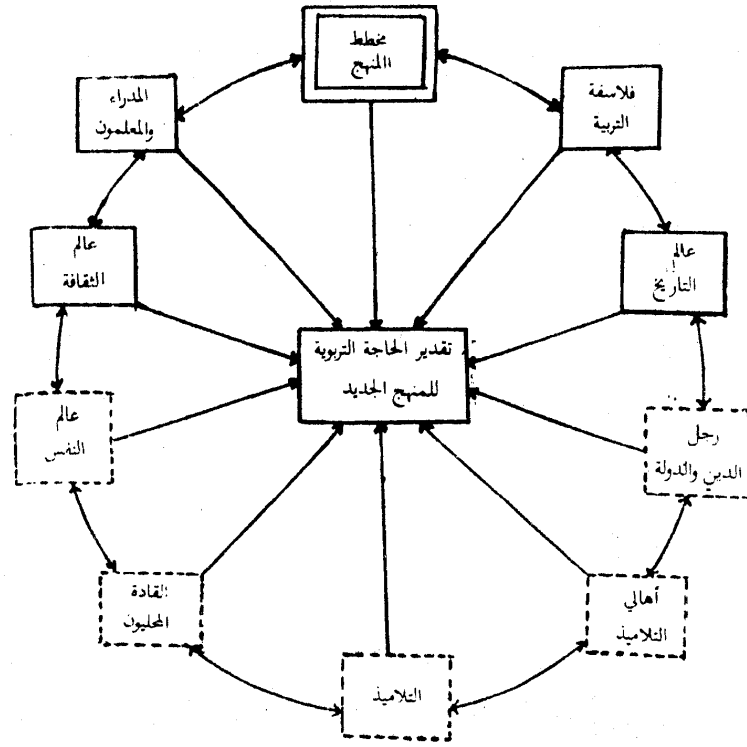 مخطط
المنهج
فلاسفة
التربية
المدراء
والمعلمون
عالم
التاريخ
عالم
الثقافة
تقدير الحاجة التربوية
للمنهج الجديد
رجل
الدين والدولة
عالم
النفس
أهالي
التلاميذ
القادة
المحليون
التلاميذ